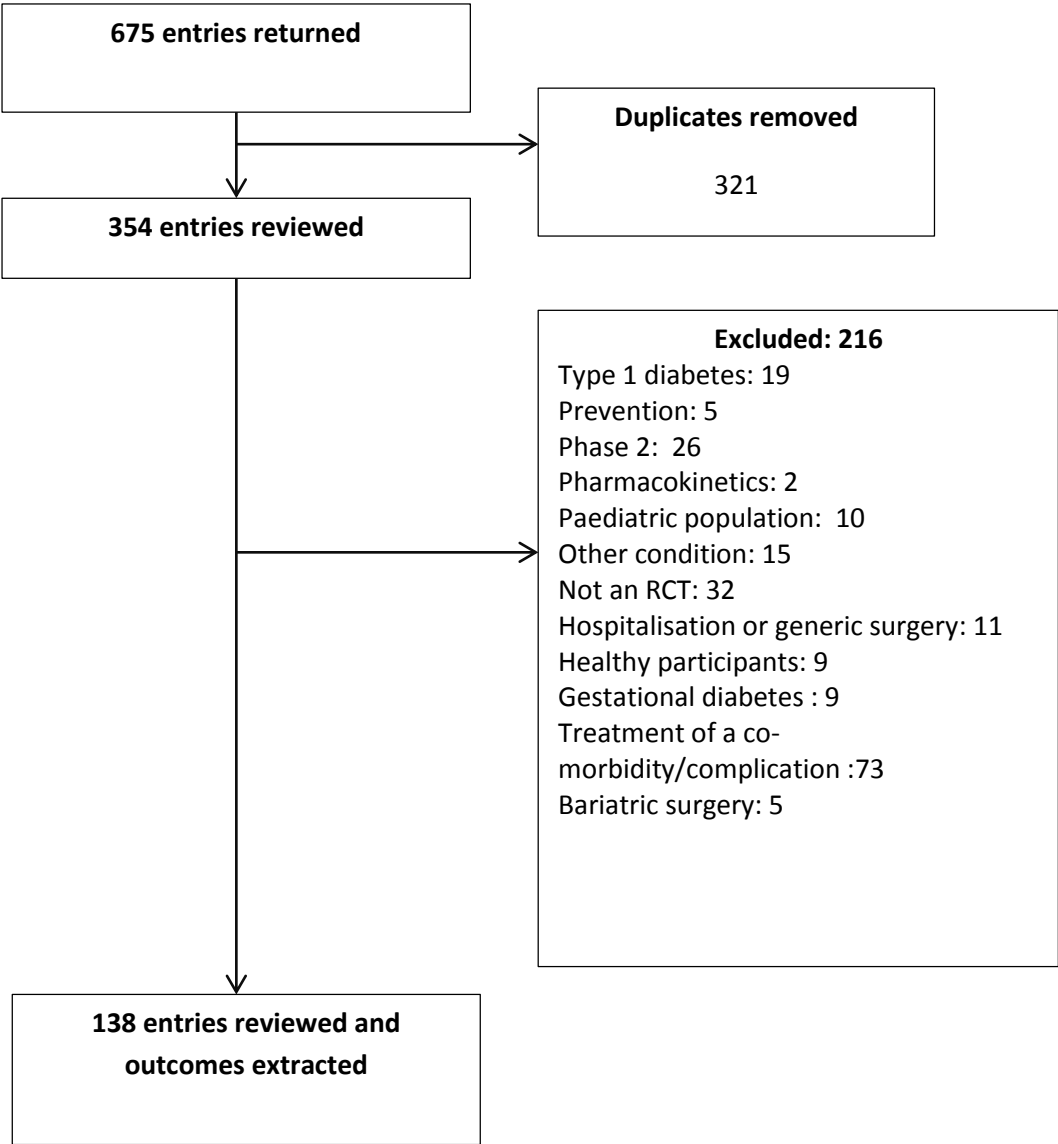 675 entries returned
Duplicates removed
321
354 entries reviewed
Excluded: 216
Type 1 diabetes: 19
Prevention: 5
Phase 2:  26
Pharmacokinetics: 2
Paediatric population:  10
Other condition: 15
Not an RCT: 32
Hospitalisation or generic surgery: 11
Healthy participants: 9
Gestational diabetes : 9
Treatment of a co-
morbidity/complication :73
Bariatric surgery: 5
138 entries reviewed and
outcomes extracted